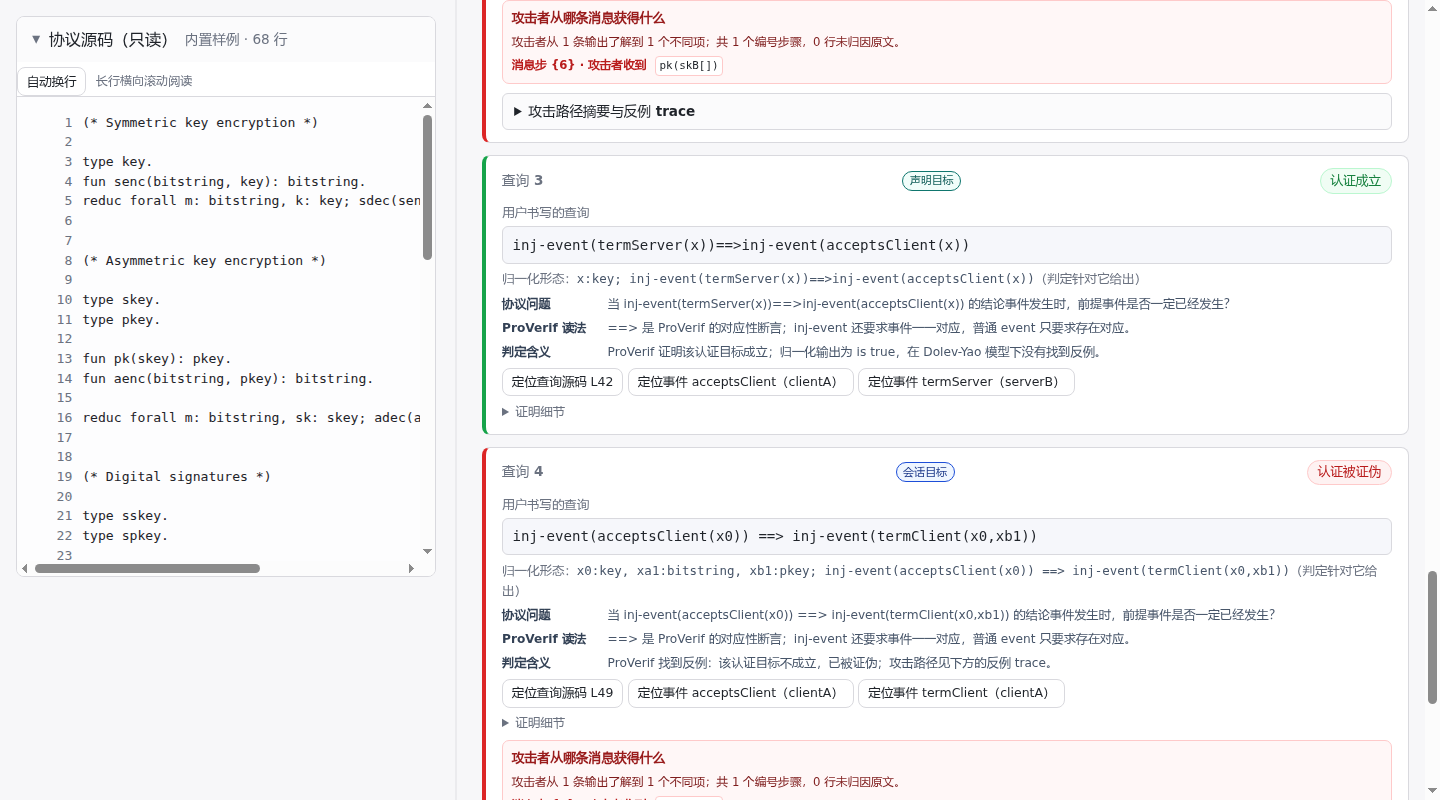 ▼ 协议源码（只读） 内置样例 · 68 行
自动换行 长行横向滚动阅读
1 (* Symmetric key encryption *)
2
3 type key.
4 fun senc(bitstring, key): bitstring.
5 reduc forall m: bitstring, k: key; sdec(sen
6
7
8 (* Asymmetric key encryption *)
9
10 type skey.
11 type pkey.
12
13 fun pk(skey): pkey.
14 fun aenc(bitstring, pkey): bitstring.
15
16 reduc forall m: bitstring, sk: skey; adec(a
17
18
19 (* Digital signatures *)
20
21 type sskey.
22 type spkey.
23
攻击者从哪条消息获得什么
攻击者从 1 条输出了解到 1 个不同项；共 1 个编号步骤，0 行未归因原文。
消息步 {6} · 攻击者收到 pk(skB[])
▶ 攻击路径摘要与反例 trace
查询 3 声明目标 认证成立
用户书写的查询
inj-event(termServer(x))==>inj-event(acceptsClient(x))
归一化形态：x:key; inj-event(termServer(x))==>inj-event(acceptsClient(x))（判定针对它给出）
协议问题 当 inj-event(termServer(x))==>inj-event(acceptsClient(x)) 的结论事件发生时，前提事件是否一定已经发生？
ProVerif 读法 ==> 是 ProVerif 的对应性断言；inj-event 还要求事件一一对应，普通 event 只要求存在对应。
判定含义 ProVerif 证明该认证目标成立；归一化输出为 is true，在 Dolev-Yao 模型下没有找到反例。
定位查询源码 L42 定位事件 acceptsClient（clientA） 定位事件 termServer（serverB）
▶ 证明细节
查询 4 会话目标 认证被证伪
用户书写的查询
inj-event(acceptsClient(x0)) ==> inj-event(termClient(x0,xb1))
归一化形态：x0:key, xa1:bitstring, xb1:pkey; inj-event(acceptsClient(x0)) ==> inj-event(termClient(x0,xb1))（判定针对它给
出）
协议问题 当 inj-event(acceptsClient(x0)) ==> inj-event(termClient(x0,xb1)) 的结论事件发生时，前提事件是否一定已经发生？
ProVerif 读法 ==> 是 ProVerif 的对应性断言；inj-event 还要求事件一一对应，普通 event 只要求存在对应。
判定含义 ProVerif 找到反例：该认证目标不成立，已被证伪；攻击路径见下方的反例 trace。
定位查询源码 L49 定位事件 acceptsClient（clientA） 定位事件 termClient（clientA）
▶ 证明细节
攻击者从哪条消息获得什么
攻击者从 1 条输出了解到 1 个不同项；共 1 个编号步骤，0 行未归因原文。